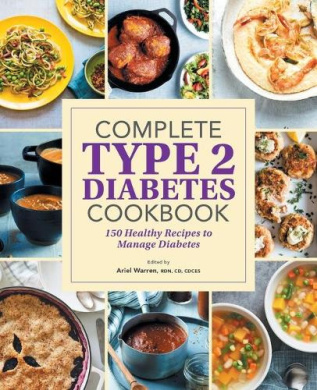 COMPLETE
TYPE 2
DIABETES
COOKBOOK
150 Healthy Recipes to
Manage Diabetes
Edited by
Ariel Warren, RDN, CD, CDCES